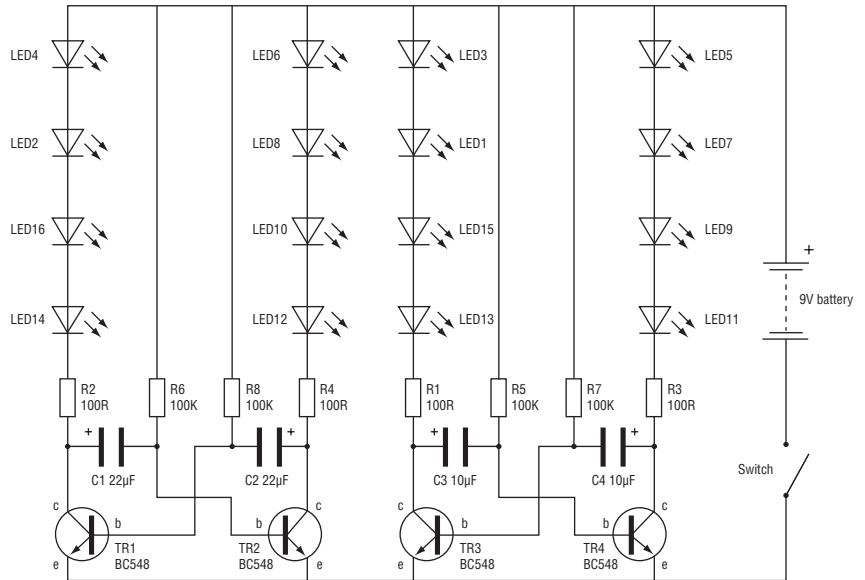 LED4
LED6
LED3
LED5
LED2
LED8
LED1
LED7
LED16
LED10
LED15
LED9
+
9V battery
LED14
LED12
LED13
LED11
R2
100R
R6
100K
R8
100K
R4
100R
R1
100R
R5
100K
R7
100K
R3
100R
+
+
+
+
C1 22µF
C2 22µF
C3 10µF
C4 10µF
Switch
c
c
c
c
b
b
b
b
TR1
BC548
TR2
BC548
TR3
BC548
TR4
BC548
e
e
e
e